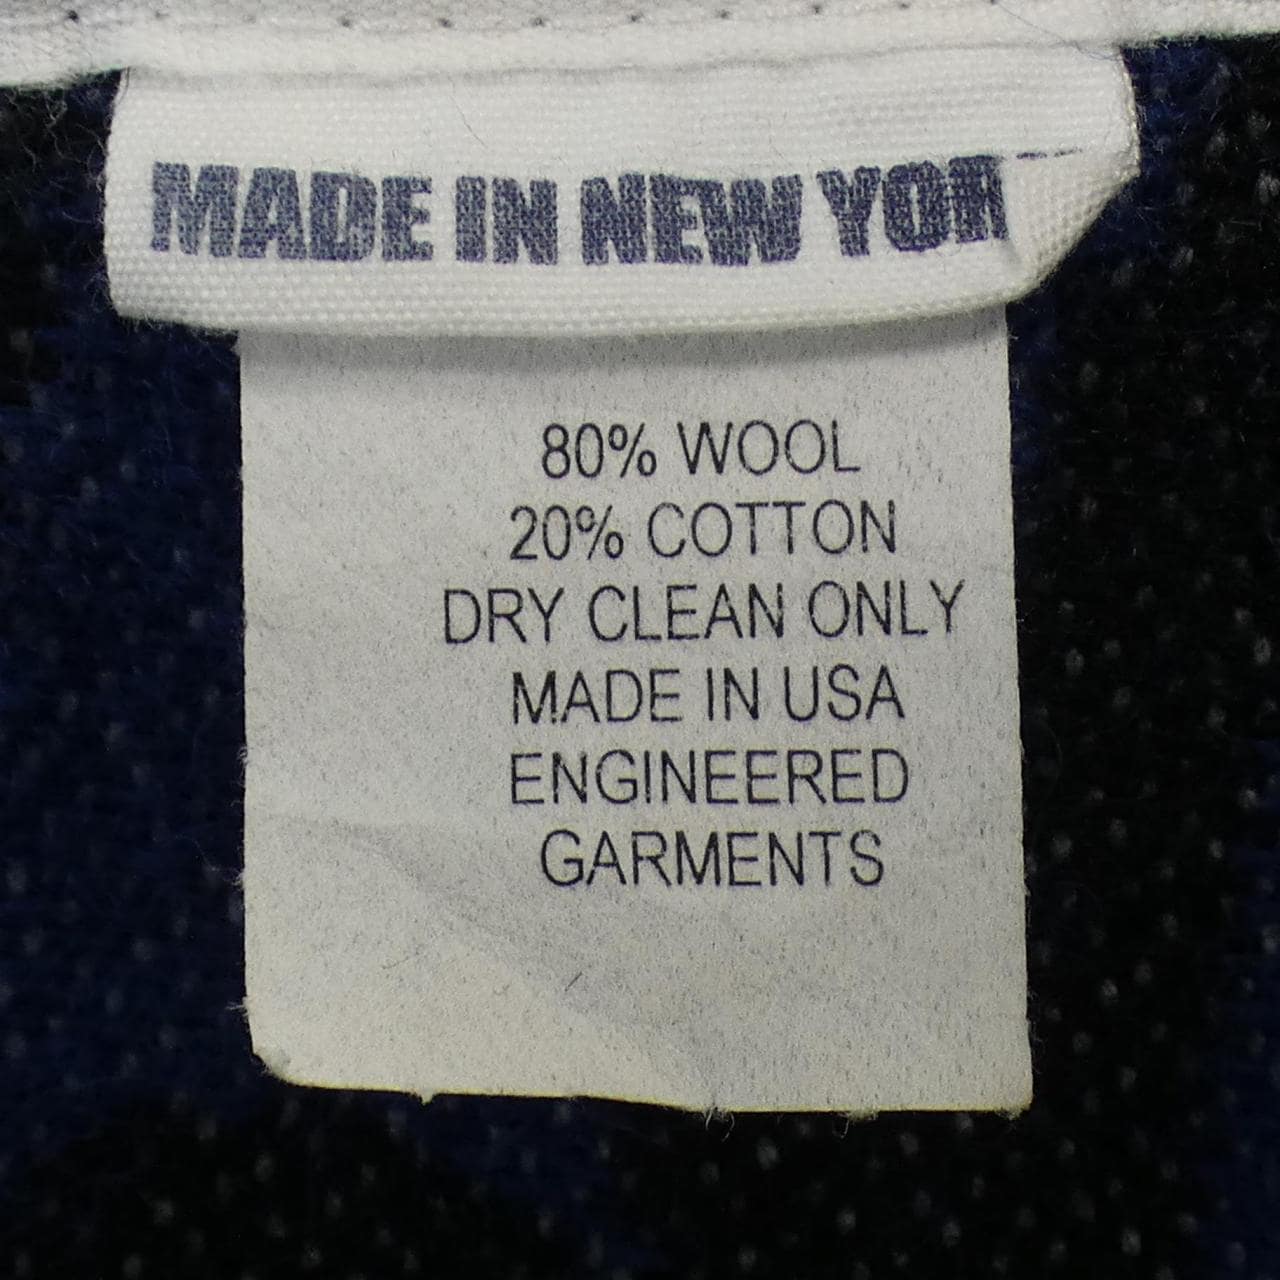 MADE IN NEW YOR
80% WOOL
20% COTTON
DRY CLEAN ONLY
MADE IN USA
ENGINEERED
GARMENTS